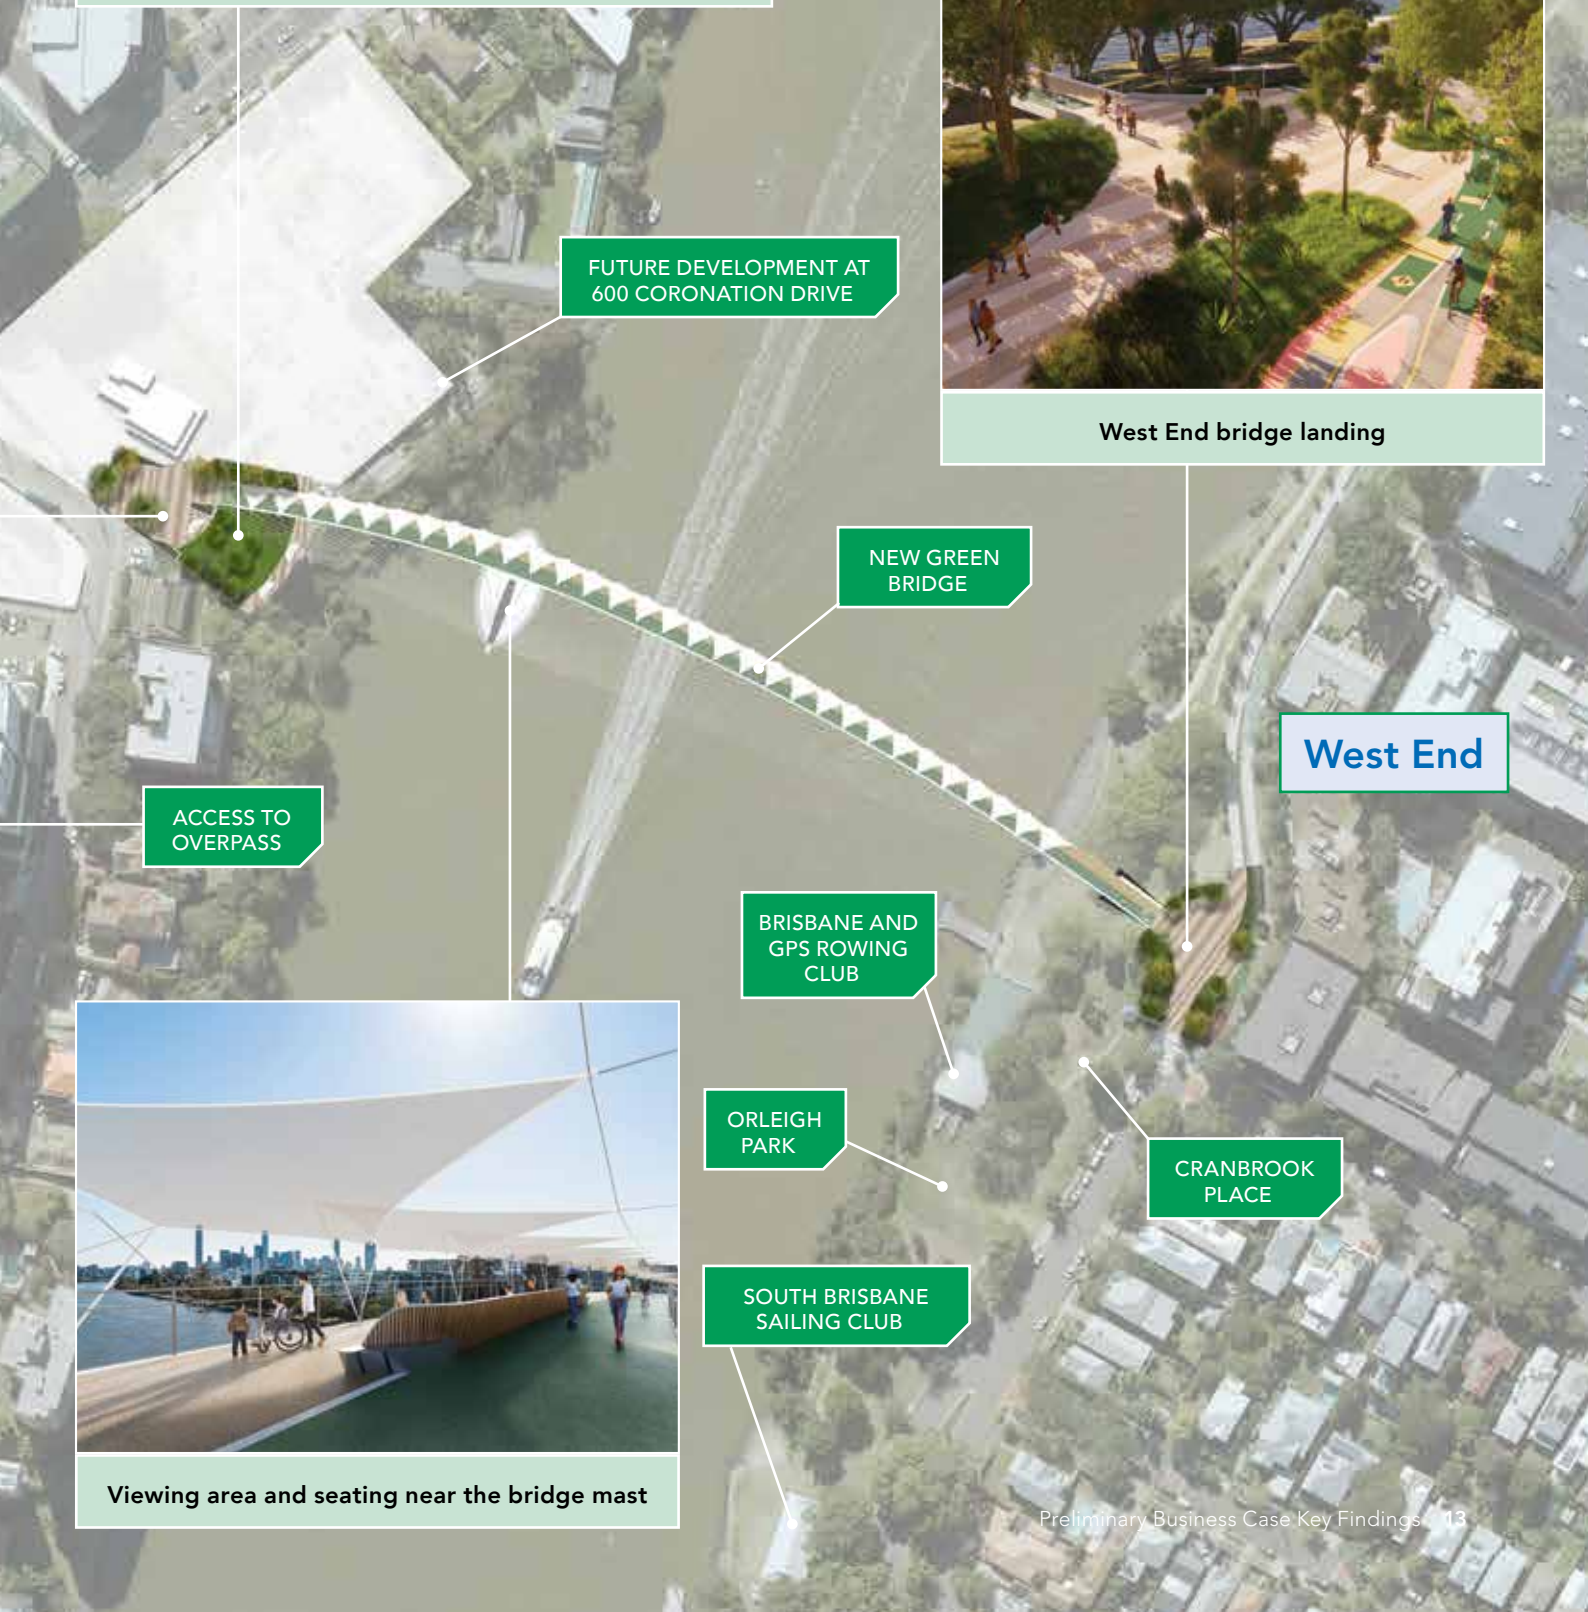 FUTURE DEVELOPMENT AT
600 CORONATION DRIVE
West End bridge landing
NEW GREEN
BRIDGE
West End
ACCESS TO
OVERPASS
BRISBANE AND
GPS ROWING
CLUB
ORLEIGH
PARK
CRANBROOK
PLACE
SOUTH BRISBANE
SAILING CLUB
Viewing area and seating near the bridge mast
Preliminary Business Case Key Findings 13